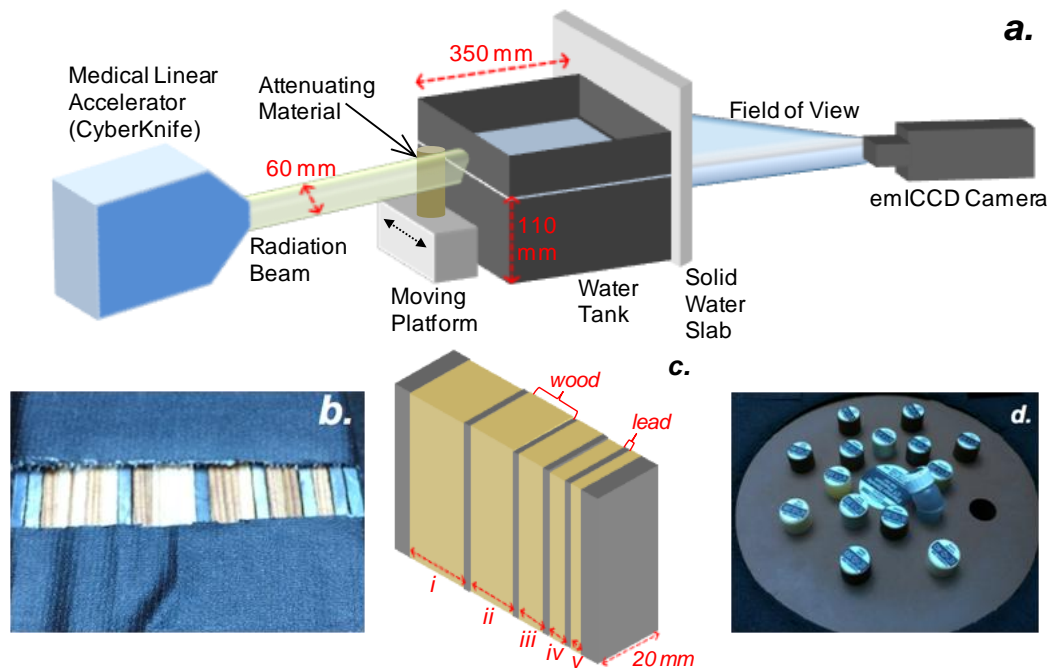 a.
350 mm
Medical Linear
Accelerator
(CyberKnife)
Attenuating
Material
Field of View
60 mm
emICCD Camera
110
mm
Radiation
Beam
Moving
Platform
Water
Tank
Solid
Water
Slab
b.
c.
wood
lead
i
ii
iii
iv
v
20 mm
d.